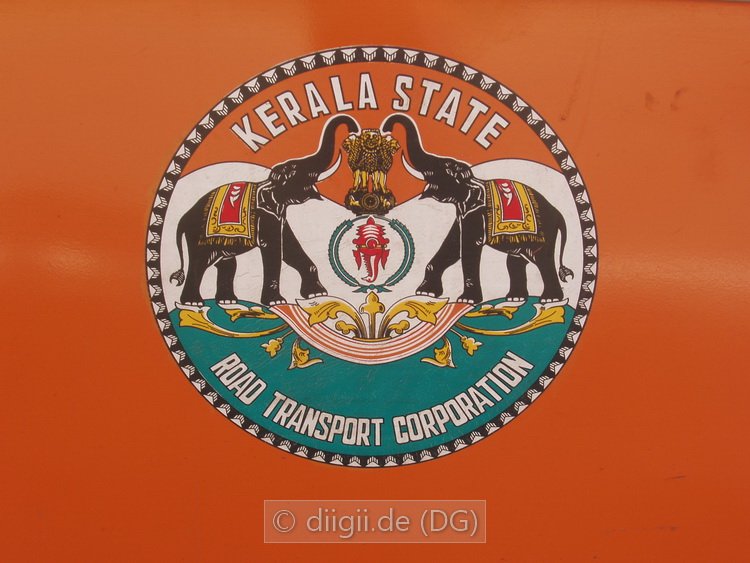 KERALA STATE
ROAD TRANSPORT CORPORATION
© diigii.de (DG)